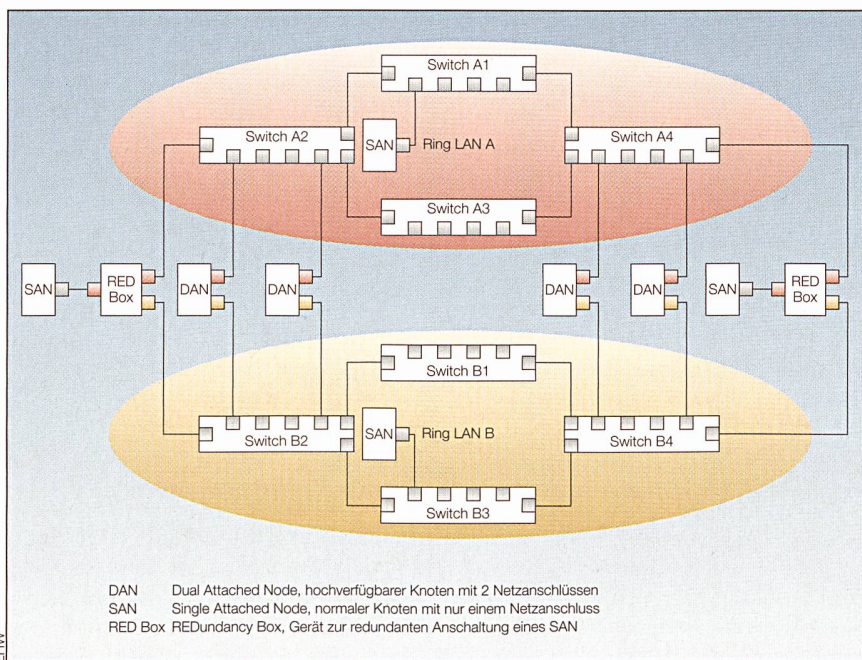 Switch A1
Switch A2
SAN
Ring LAN A
Switch A4
Switch A3
SAN
RED
Box
DAN
DAN
DAN
DAN
SAN
RED
Box
Switch B1
Switch B2
SAN
Ring LAN B
Switch B4
Switch B3
DAN Dual Attached Node, hochverfügbarer Knoten mit 2 Netzanschlüssen
SAN Single Attached Node, normaler Knoten mit nur einem Netzanschluss
RED Box REDundancy Box, Gerät zur redundanten Anschaltung eines SAN